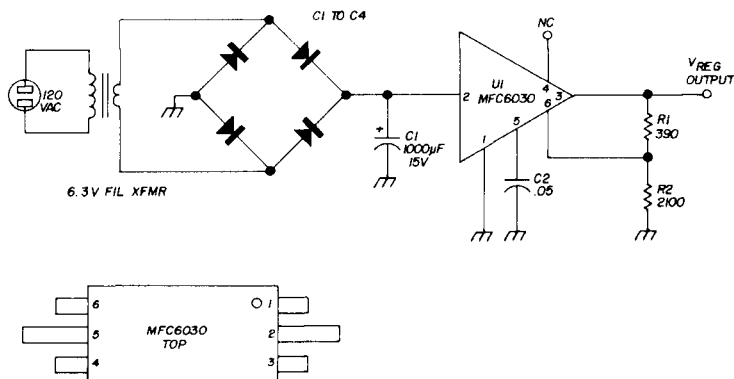 C1 TO C4
120
VAC
6.3V FIL XFMR
+
C1
1000µF
15V
2
U1
MFC6030
1
5
4
3
6
NC
C2
.05
VREG
OUTPUT
R1
390
R2
2100
6
5
4
MFC6030
TOP
1
2
3